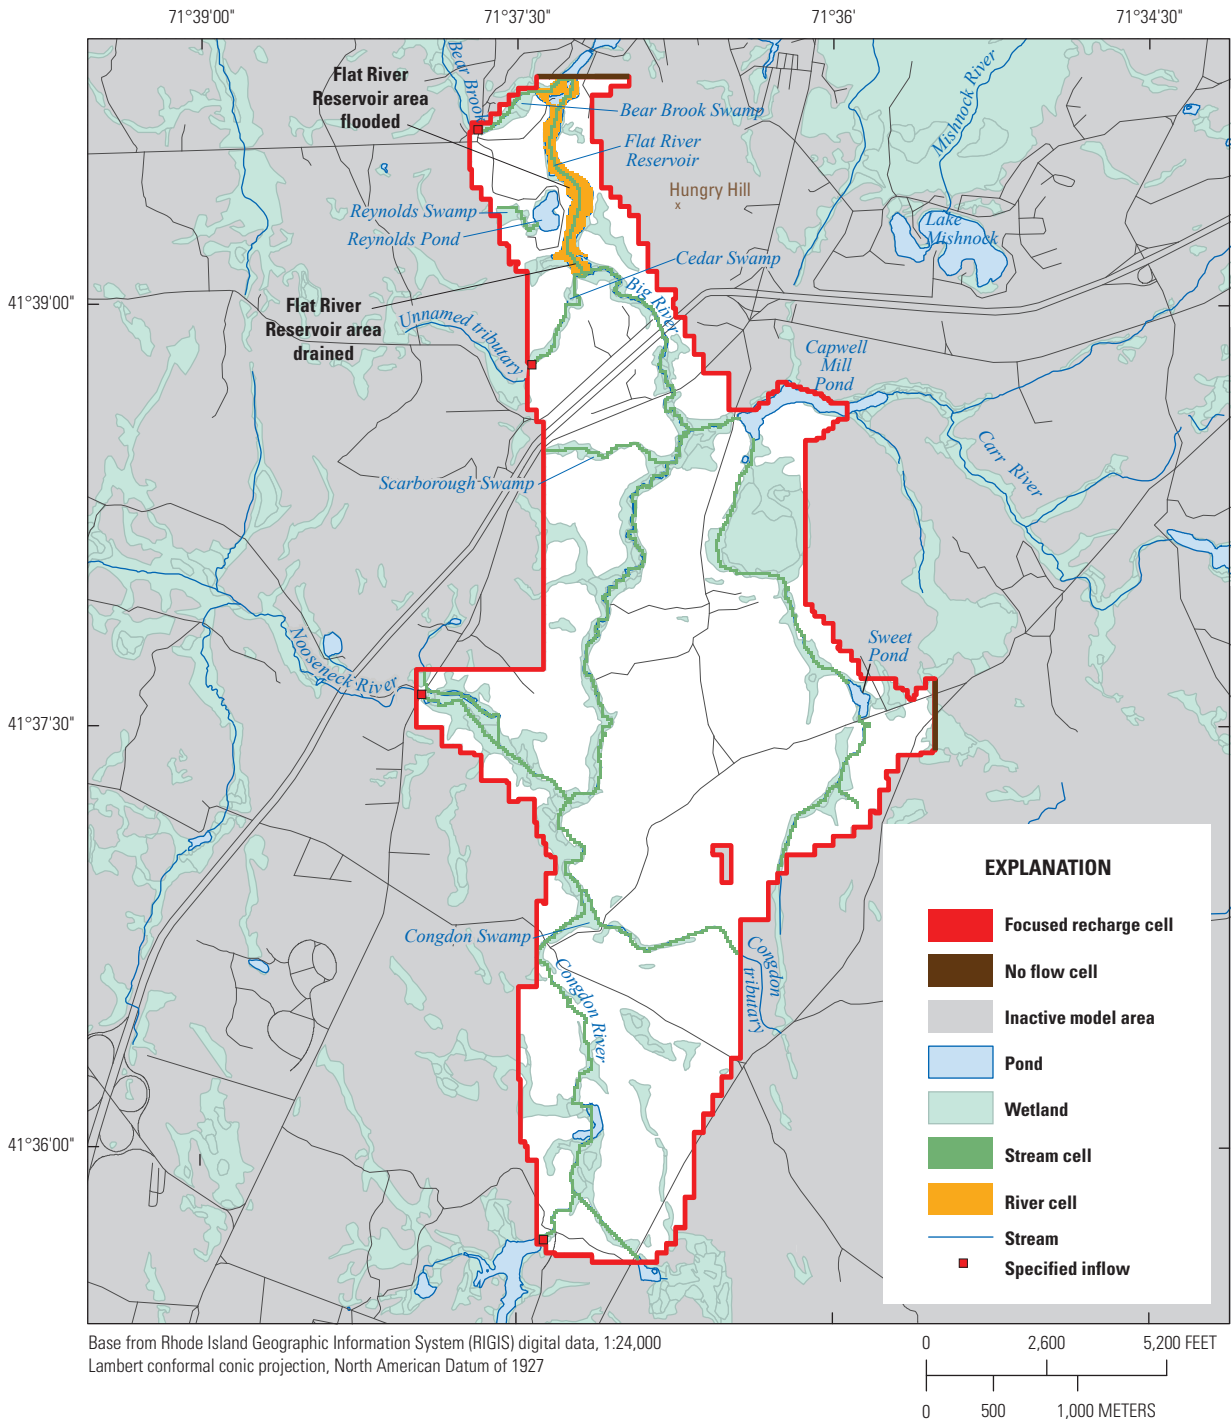 71°39'00"
71°37'30"
71°36'
71°34'30"
Bear Brook
Flat River
Reservoir area
flooded
Bear Brook Swamp
Flat River
Reservoir
Mishnock River
Hungry Hill
x
Reynolds Swamp
Reynolds Pond
Lake
Mishnock
Cedar Swamp
Big River
41°39'00"
Flat River
Reservoir area
drained
Unnamed tributary
Capwell
Mill
Pond
Carr River
Scarborough Swamp
Nooseneck River
Sweet
Pond
41°37'30"
Congdon Swamp
Congdon River
Congdon
tributary
41°36'00"
EXPLANATION
Focused recharge cell
No flow cell
Inactive model area
Pond
Wetland
Stream cell
River cell
Stream
Specified inflow
Base from Rhode Island Geographic Information System (RIGIS) digital data, 1:24,000
Lambert conformal conic projection, North American Datum of 1927
0 2,600 5,200 FEET
0 500 1,000 METERS